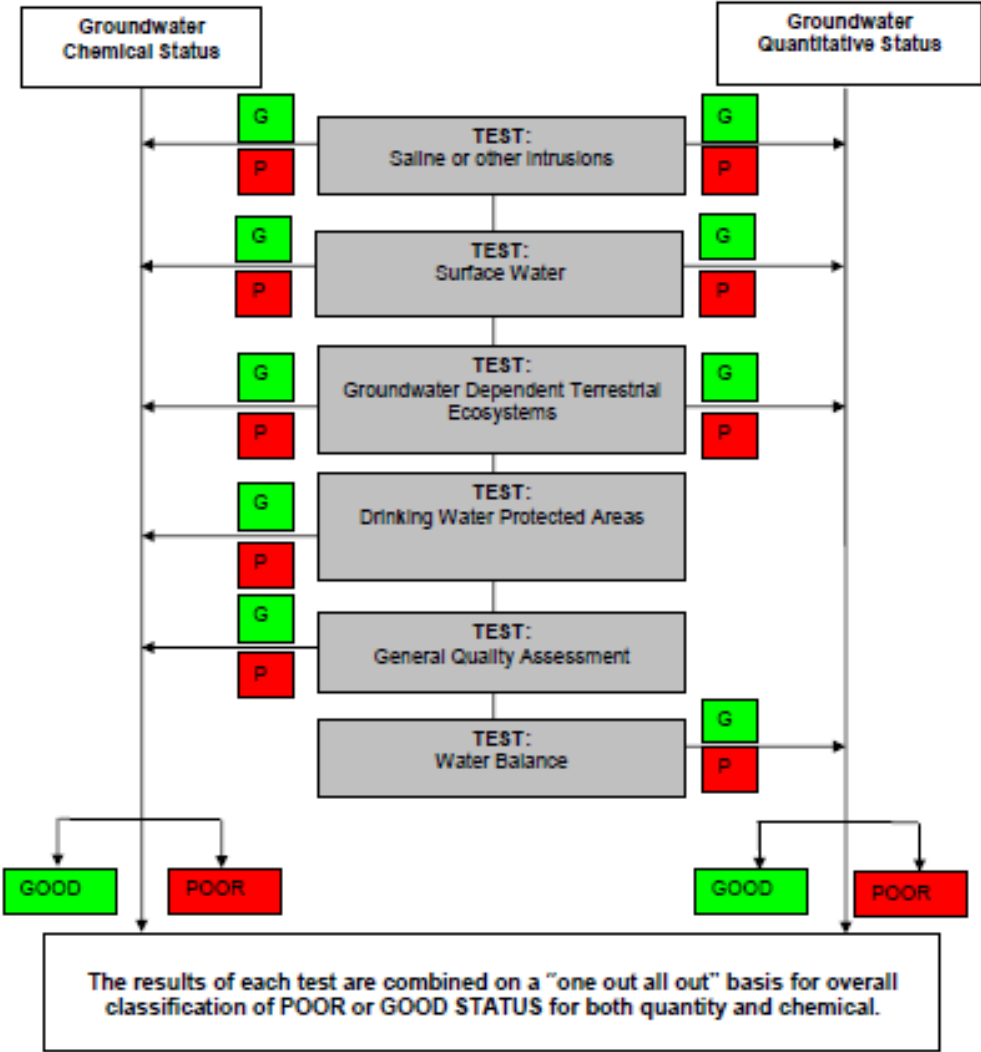 Groundwater
Chemical Status
Groundwater
Quantitative Status
G
P
TEST:
Saline or other Intrusions
G
P
G
P
TEST:
Surface Water
G
P
G
P
TEST:
Groundwater Dependent Terrestrial
Ecosystems
G
P
G
P
TEST:
Drinking Water Protected Areas
G
P
TEST:
General Quality Assessment
TEST:
Water Balance
G
P
GOOD
POOR
GOOD
POOR
The results of each test are combined on a "one out all out" basis for overall
classification of POOR or GOOD STATUS for both quantity and chemical.